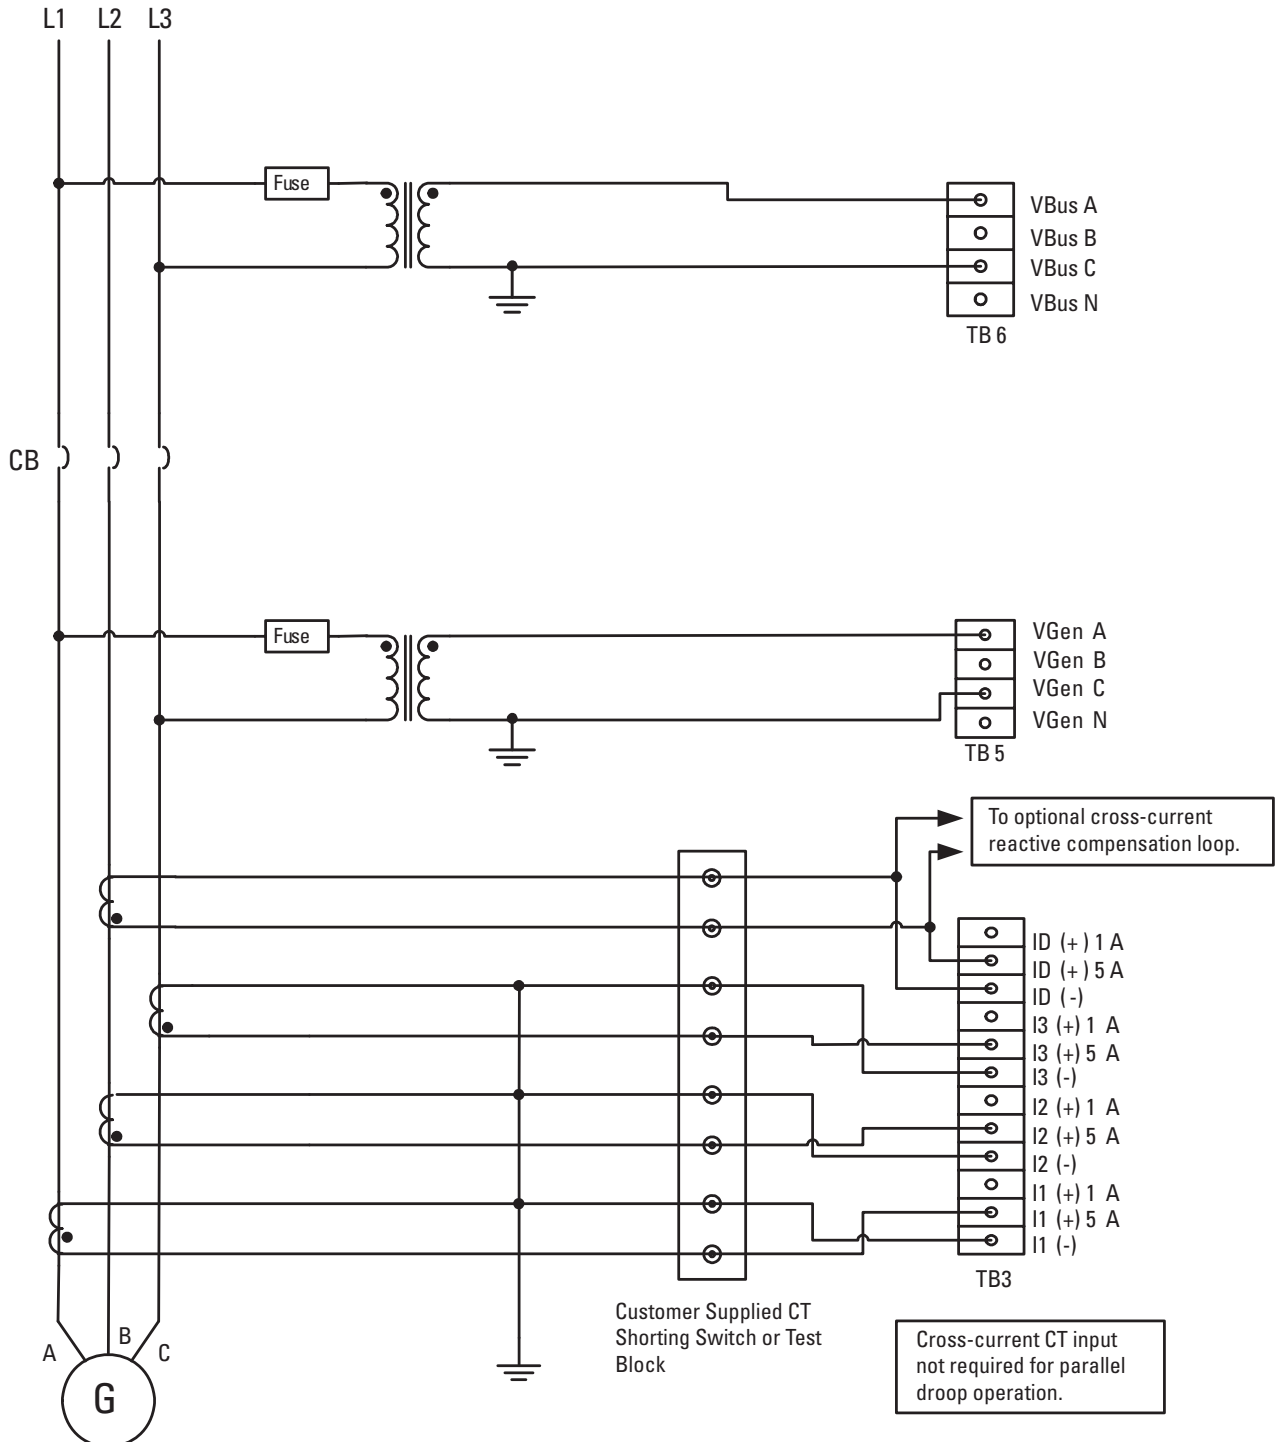 L1 L2 L3
Fuse
VBus A
VBus B
VBus C
VBus N
TB 6
CB
Fuse
VGen A
VGen B
VGen C
VGen N
TB 5
To optional cross-current
reactive compensation loop.
ID (+) 1 A
ID (+) 5 A
ID (-)
I3 (+) 1 A
I3 (+) 5 A
I3 (-)
I2 (+) 1 A
I2 (+) 5 A
I2 (-)
I1 (+) 1 A
I1 (+) 5 A
I1 (-)
TB3
Customer Supplied CT
Shorting Switch or Test
Block
Cross-current CT input
not required for parallel
droop operation.
A B C
G